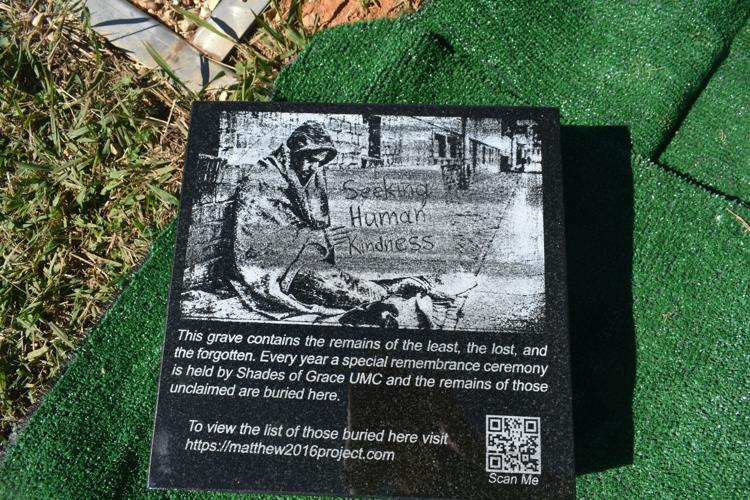 Seeking
Human
Kindness
This grave contains the remains of the least, the lost, and
the forgotten. Every year a special remembrance ceremony
is held by Shades of Grace UMC and the remains of those
unclaimed are buried here.
To view the list of those buried here visit
https://matthew2016project.com
Scan Me